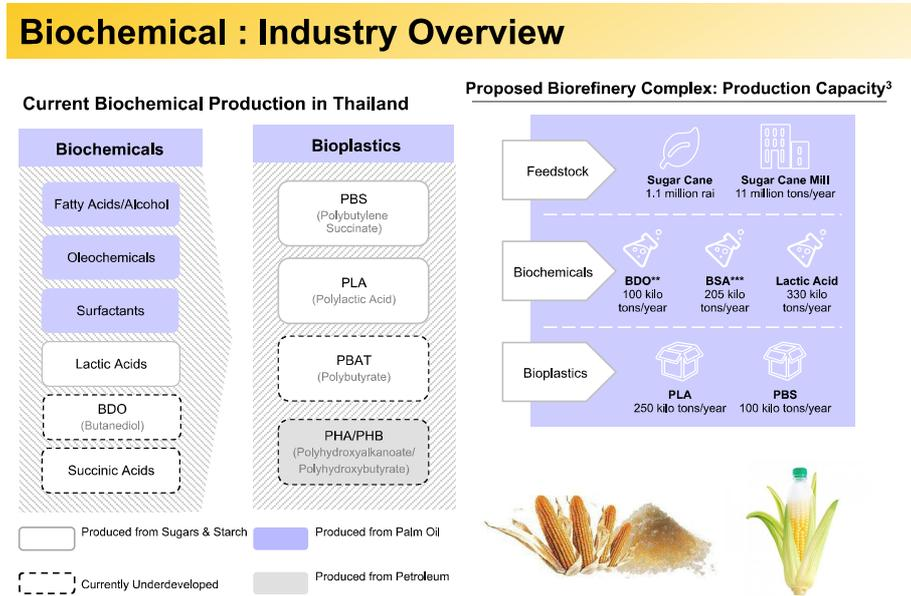 Biochemical : Industry Overview
Current Biochemical Production in Thailand
Biochemicals
Fatty Acids/Alcohol
Oleochemicals
Surfactants
Lactic Acids
BDO
(Butanediol)
Succinic Acids
Bioplastics
PBS
(Polybutylene
Succinate)
PLA
(Polylactic Acid)
PBAT
(Polybutyrate)
PHA/PHB
(Polyhydroxyalkanoate/
Polyhydroxybutyrate)
Produced from Sugars & Starch
Produced from Palm Oil
Currently Underdeveloped
Produced from Petroleum
Proposed Biorefinery Complex: Production Capacity³
Feedstock
Sugar Cane
1.1 million rai
Sugar Cane Mill
11 million tons/year
Biochemicals
BDO**
100 kilo
tons/year
BSA***
205 kilo
tons/year
Lactic Acid
330 kilo
tons/year
Bioplastics
PLA
250 kilo tons/year
PBS
100 kilo tons/year